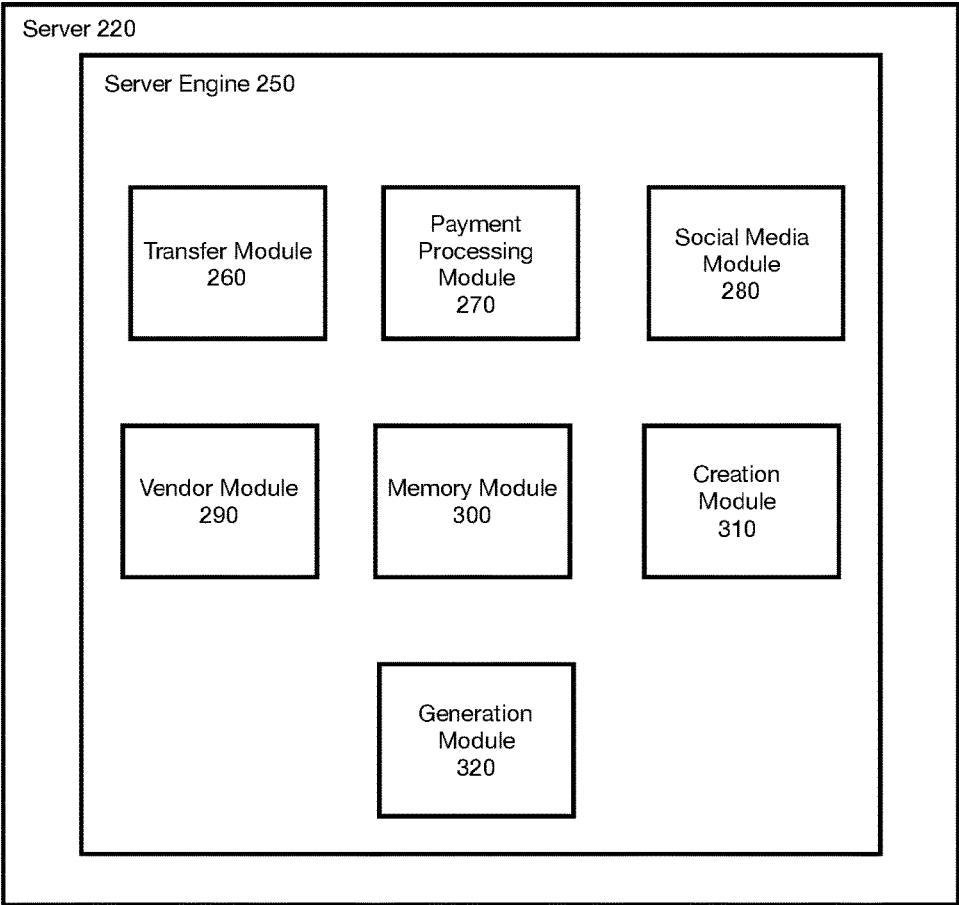 Server 220
Server Engine 250
Transfer Module
260
Payment
Processing
Module
270
Social Media
Module
280
Vendor Module
290
Memory Module
300
Creation
Module
310
Generation
Module
320